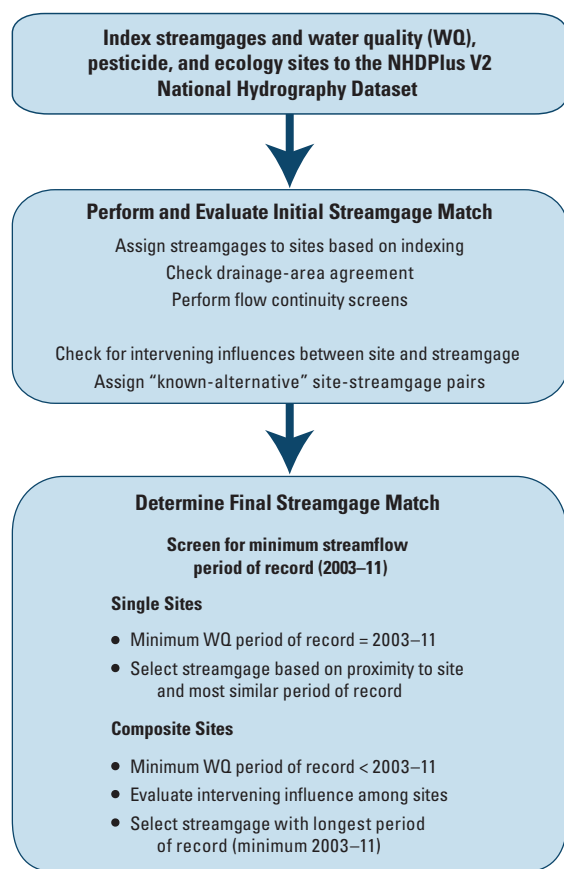 Index streamgages and water quality (WQ),
pesticide, and ecology sites to the NHDPlus V2
National Hydrography Dataset
Perform and Evaluate Initial Streamgage Match
Assign streamgages to sites based on indexing
Check drainage-area agreement
Perform flow continuity screens
Check for intervening influences between site and streamgage
Assign “known-alternative” site-streamgage pairs
Determine Final Streamgage Match
Screen for minimum streamflow
period of record (2003–11)
Single Sites
• Minimum WQ period of record = 2003–11
• Select streamgage based on proximity to site
and most similar period of record
Composite Sites
• Minimum WQ period of record < 2003–11
• Evaluate intervening influence among sites
• Select streamgage with longest period
of record (minimum 2003–11)